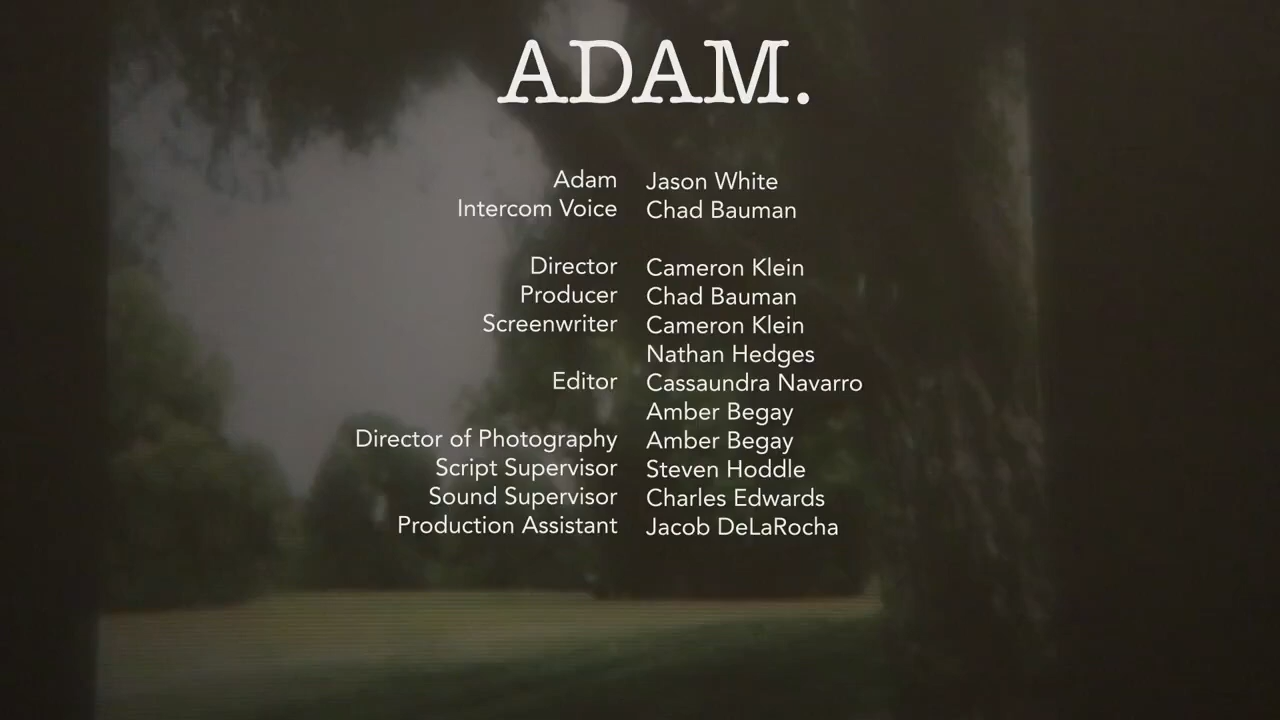 ADAM.
Adam Jason White
Intercom Voice Chad Bauman
Director Cameron Klein
Producer Chad Bauman
Screenwriter Cameron Klein
Nathan Hedges
Editor Cassaundra Navarro
Amber Begay
Director of Photography Amber Begay
Script Supervisor Steven Hoddle
Sound Supervisor Charles Edwards
Production Assistant Jacob DeLaRocha